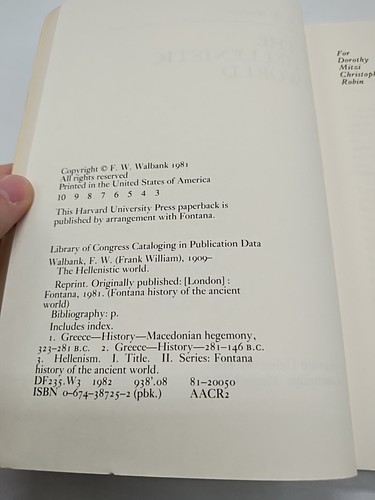 Copyright © F. W. Walbank 1981
All rights reserved
Printed in the United States of America
10 9 8 7 6 5 4 3
This Harvard University Press paperback is
published by arrangement with Fontana.
Library of Congress Cataloging in Publication Data
Walbank, F. W. (Frank William), 1909–
The Hellenistic world.
Reprint. Originally published: [London] :
Fontana, 1981. (Fontana history of the ancient
world)
Bibliography: p.
Includes index.
1. Greece—History—Macedonian hegemony,
323–281 B.C. 2. Greece—History—281–146 B.C.
3. Hellenism. I. Title. II. Series: Fontana
history of the ancient world.
DF235.W3 1982 938'.08 81-20050
ISBN 0-674-38725-2 (pbk.) AACR2
For
Dorothy
Mitzi
Christoph
Robin